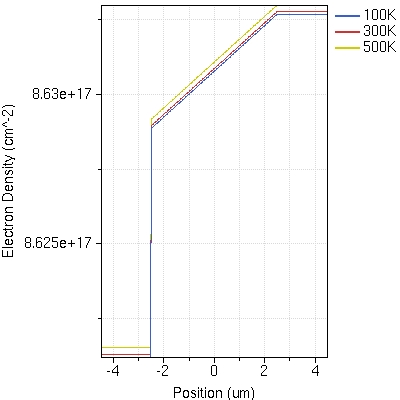 100K
300K
500K
8.63e+17
8.625e+17
Electron Density (cm^-2)
-4 -2 0 2 4
Position (um)